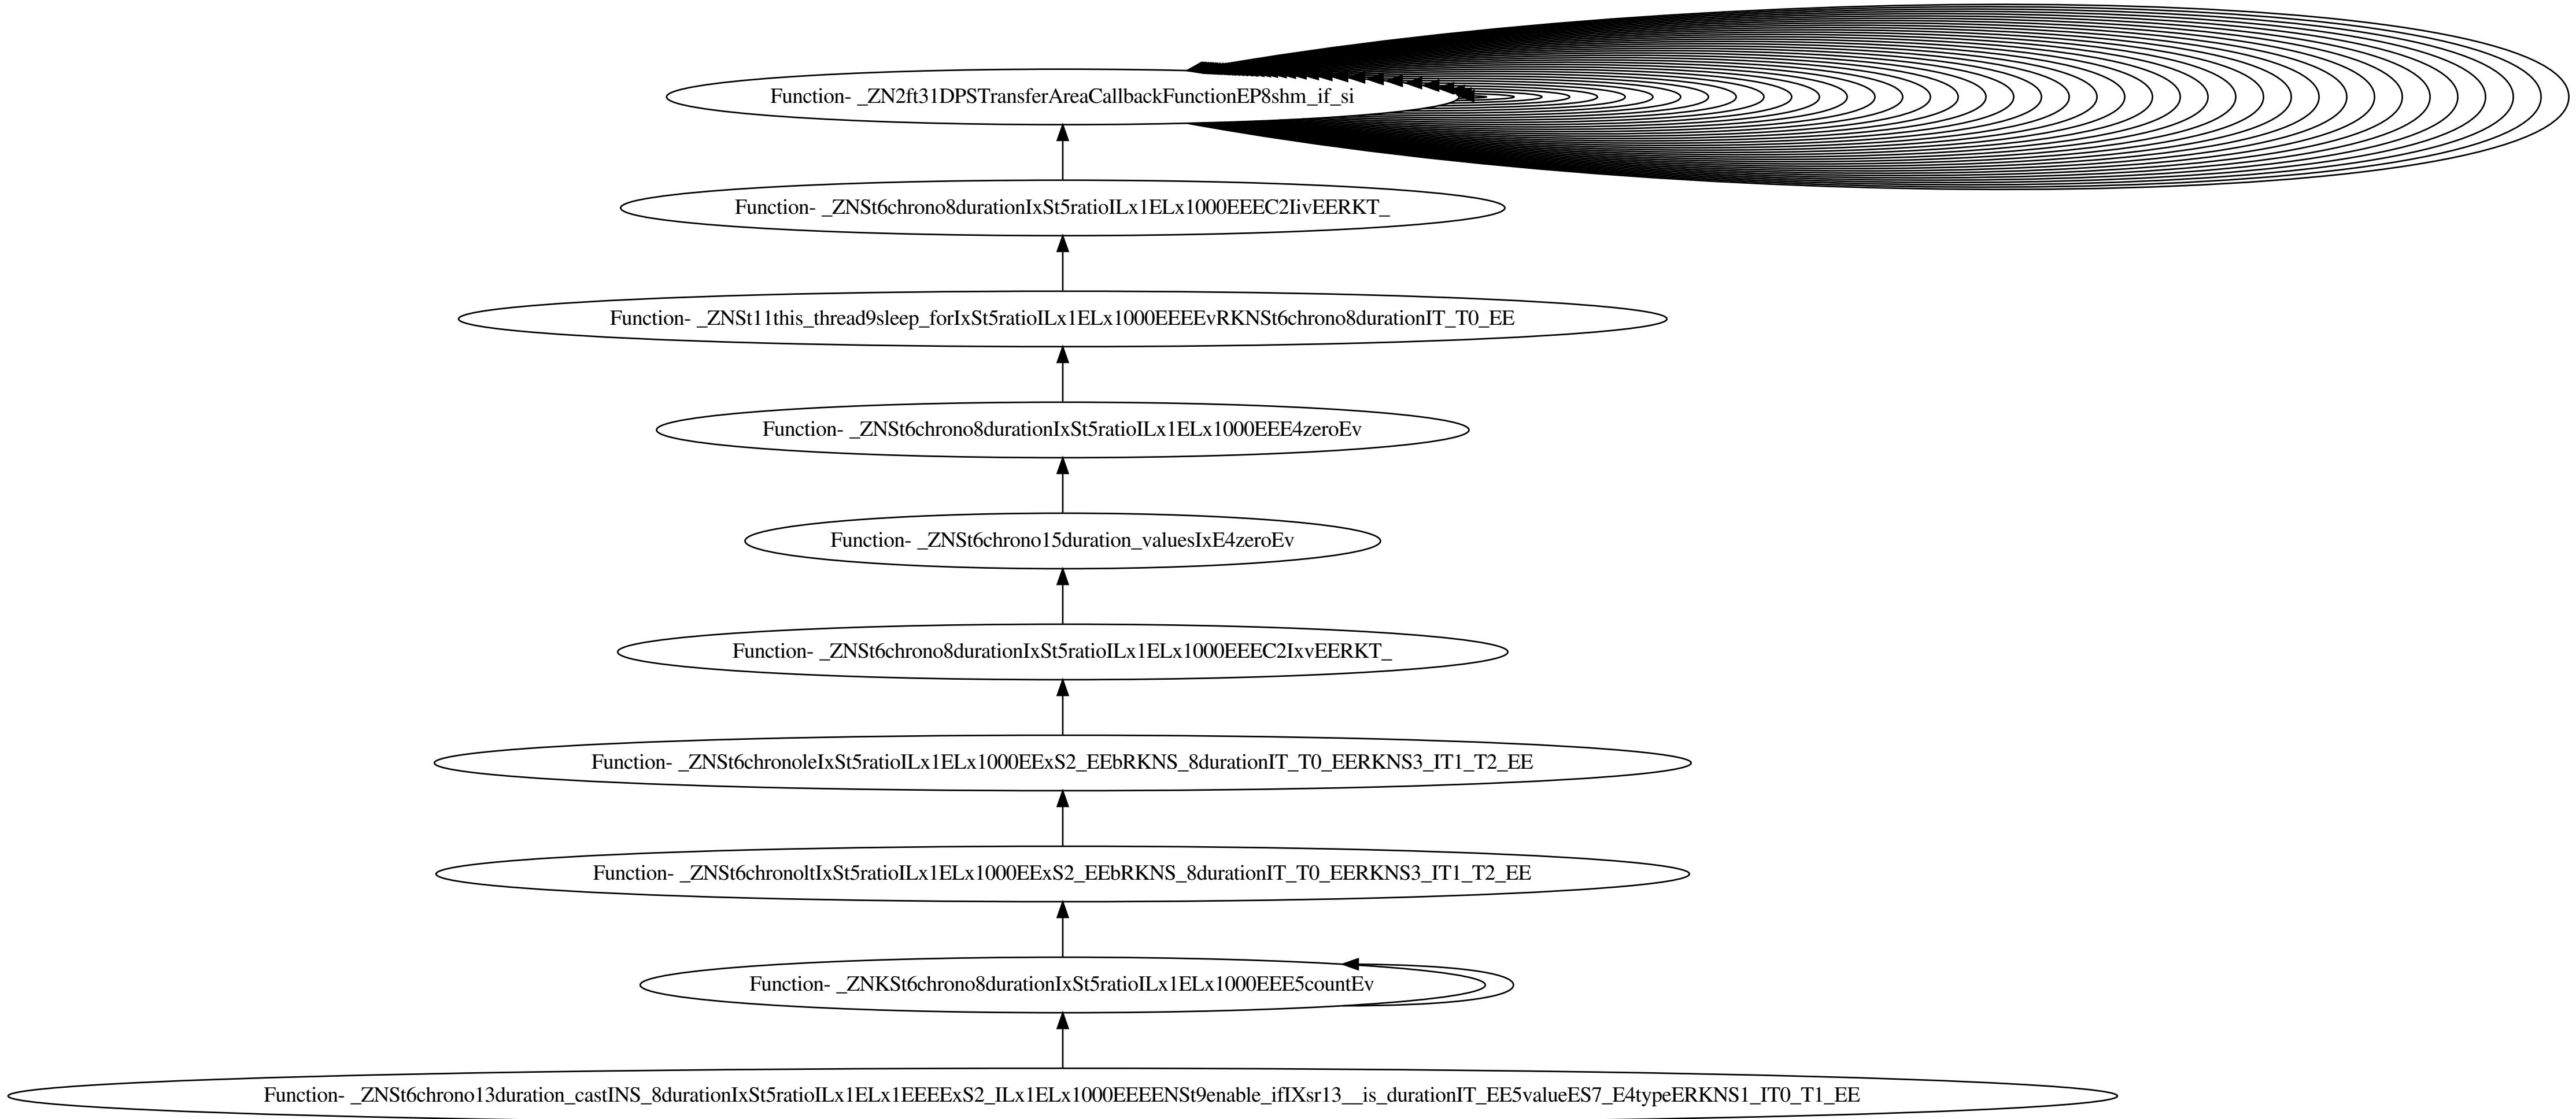 Function- _ZN2ft31DPSTransferAreaCallbackFunctionEP8shm_if_si
Function- _ZNSt6chrono8durationIxSt5ratioILx1ELx1000EEEC2IivEERKT_
Function- _ZNSt11this_thread9sleep_forIxSt5ratioILx1ELx1000EEEEvRKNSt6chrono8durationIT_T0_EE
Function- _ZNSt6chrono8durationIxSt5ratioILx1ELx1000EEE4zeroEv
Function- _ZNSt6chrono15duration_valuesIxE4zeroEv
Function- _ZNSt6chrono8durationIxSt5ratioILx1ELx1000EEEC2IxvEERKT_
Function- _ZNSt6chronoleIxSt5ratioILx1ELx1000EExS2_EEbRKNS_8durationIT_T0_EERKNS3_IT1_T2_EE
Function- _ZNSt6chronoltIxSt5ratioILx1ELx1000EExS2_EEbRKNS_8durationIT_T0_EERKNS3_IT1_T2_EE
Function- _ZNKSt6chrono8durationIxSt5ratioILx1ELx1000EEE5countEv
Function- _ZNSt6chrono13duration_castINS_8durationIxSt5ratioILx1ELx1EEEExS2_ILx1ELx1000EEEENSt9enable_ifIXsr13__is_durationIT_EE5valueES7_E4typeERKNS1_IT0_T1_EE